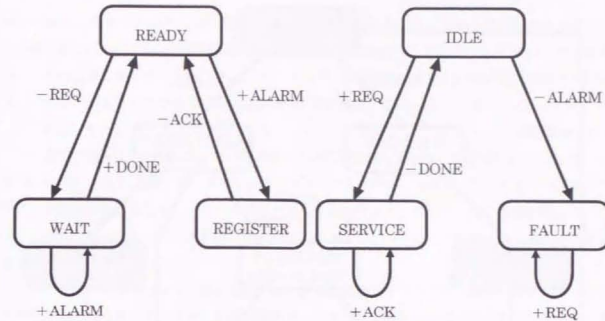 READY
IDLE
−REQ
+ALARM
−ACK
+DONE
+REQ
−ALARM
−DONE
WAIT
REGISTER
SERVICE
FAULT
+ALARM
+ACK
+REQ